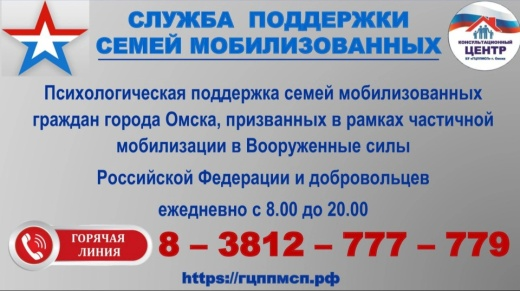 СЛУЖБА ПОДДЕРЖКИ
СЕМЕЙ МОБИЛИЗОВАННЫХ
КОНСУЛЬТАЦИОННЫЙ
ЦЕНТР
Психологическая поддержка семей мобилизованных
граждан города Омска, призванных в рамках частичной
мобилизации в Вооруженные силы
Российской Федерации и добровольцев
ежедневно с 8.00 до 20.00
ГОРЯЧАЯ
ЛИНИЯ
8 – 3812 – 777 – 779
https://гцппмсп.рф